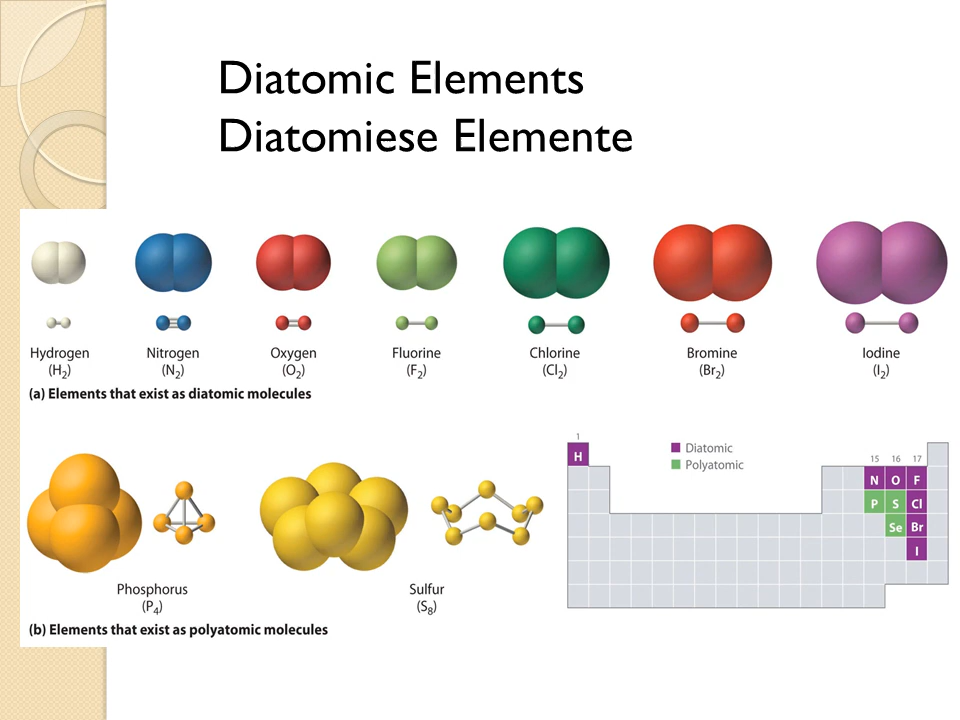 Diatomic Elements
Diatomiese Elemente
Hydrogen
(H₂)
Nitrogen
(N₂)
Oxygen
(O₂)
Fluorine
(F₂)
Chlorine
(Cl₂)
Bromine
(Br₂)
Iodine
(I₂)
(a) Elements that exist as diatomic molecules
Phosphorus
(P₄)
Sulfur
(S₈)
(b) Elements that exist as polyatomic molecules
1
H
Diatomic
Polyatomic
15 16 17
N O F
P S Cl
Se Br
I